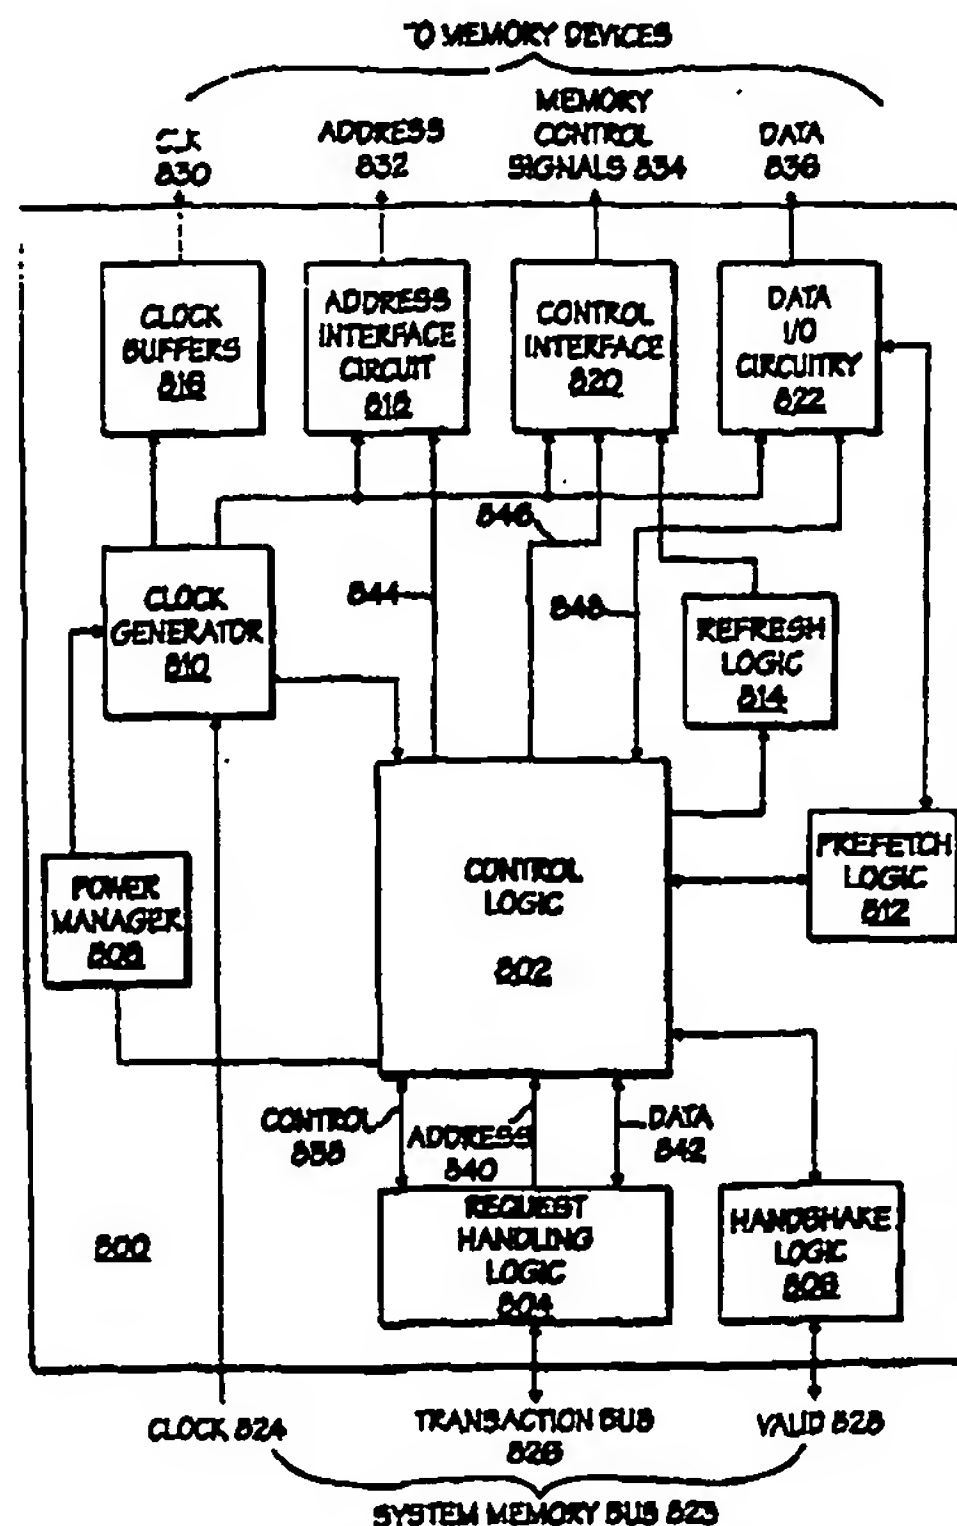 TO MEMORY DEVICES
CLK
830
ADDRESS
832
MEMORY
CONTROL
SIGNALS 834
DATA
836
CLOCK
BUFFERS
816
ADDRESS
INTERFACE
CIRCUIT
818
CONTROL
INTERFACE
820
DATA
I/O
CIRCUITRY
822
846
844
848
CLOCK
GENERATOR
810
REFRESH
LOGIC
814
CONTROL
LOGIC
802
PREFETCH
LOGIC
812
POWER
MANAGER
808
CONTROL
838
ADDRESS
840
DATA
842
800
REQUEST
HANDLING
LOGIC
804
HANDSHAKE
LOGIC
806
CLOCK 824
TRANSACTION BUS
826
VALID 828
SYSTEM MEMORY BUS 823